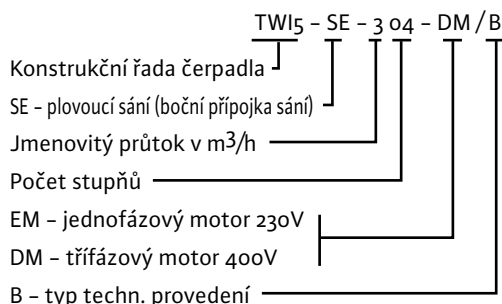 TWI5 – SE – 3 04 – DM / B
Konstrukční řada čerpadla
SE – plovoucí sání (boční přípojka sání)
Jmenovitý průtok v m3/h
Počet stupňů
EM – jednofázový motor 230V
DM – třífázový motor 400V
B – typ techn. provedení